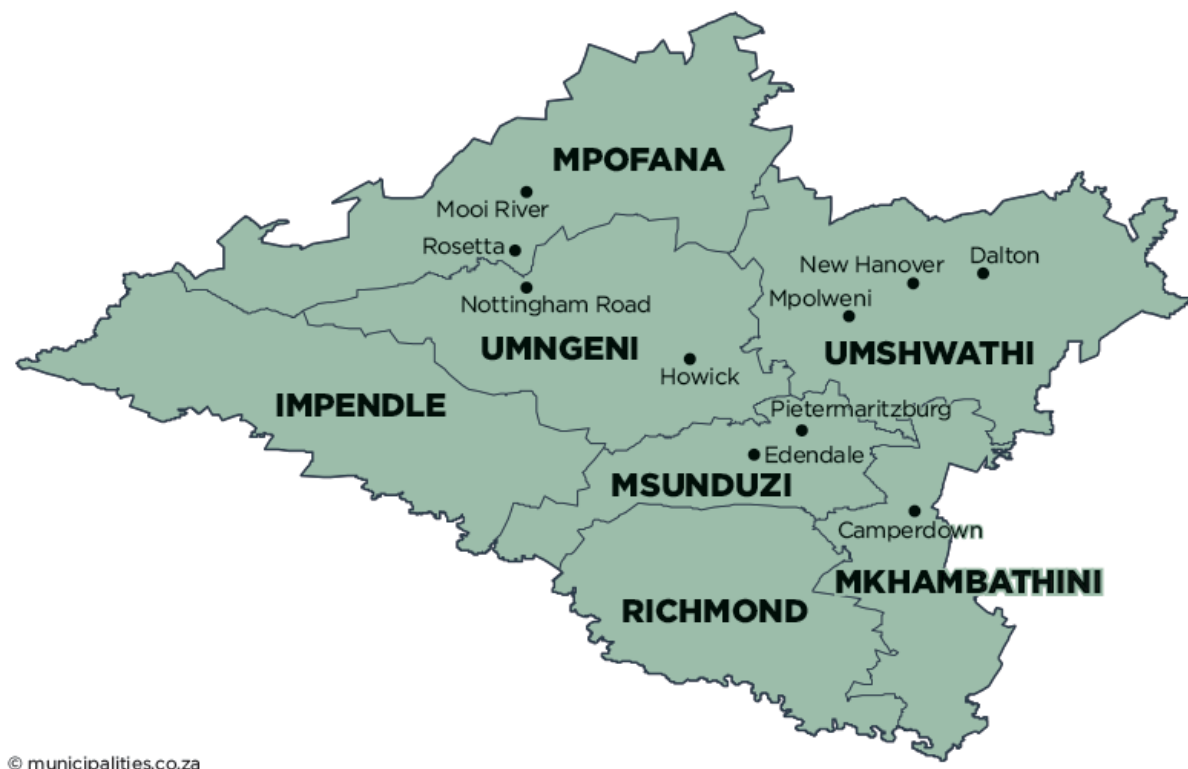 MPOFANA
Mooi River
Rosetta
Nottingham Road
UMNGENI
Howick
New Hanover
Dalton
Mpolweni
UMSHWATHI
IMPENDLE
Pietermaritzburg
Edendale
MSUNDUZI
Camperdown
MKHAMBATHINI
RICHMOND
© municipalities.co.za